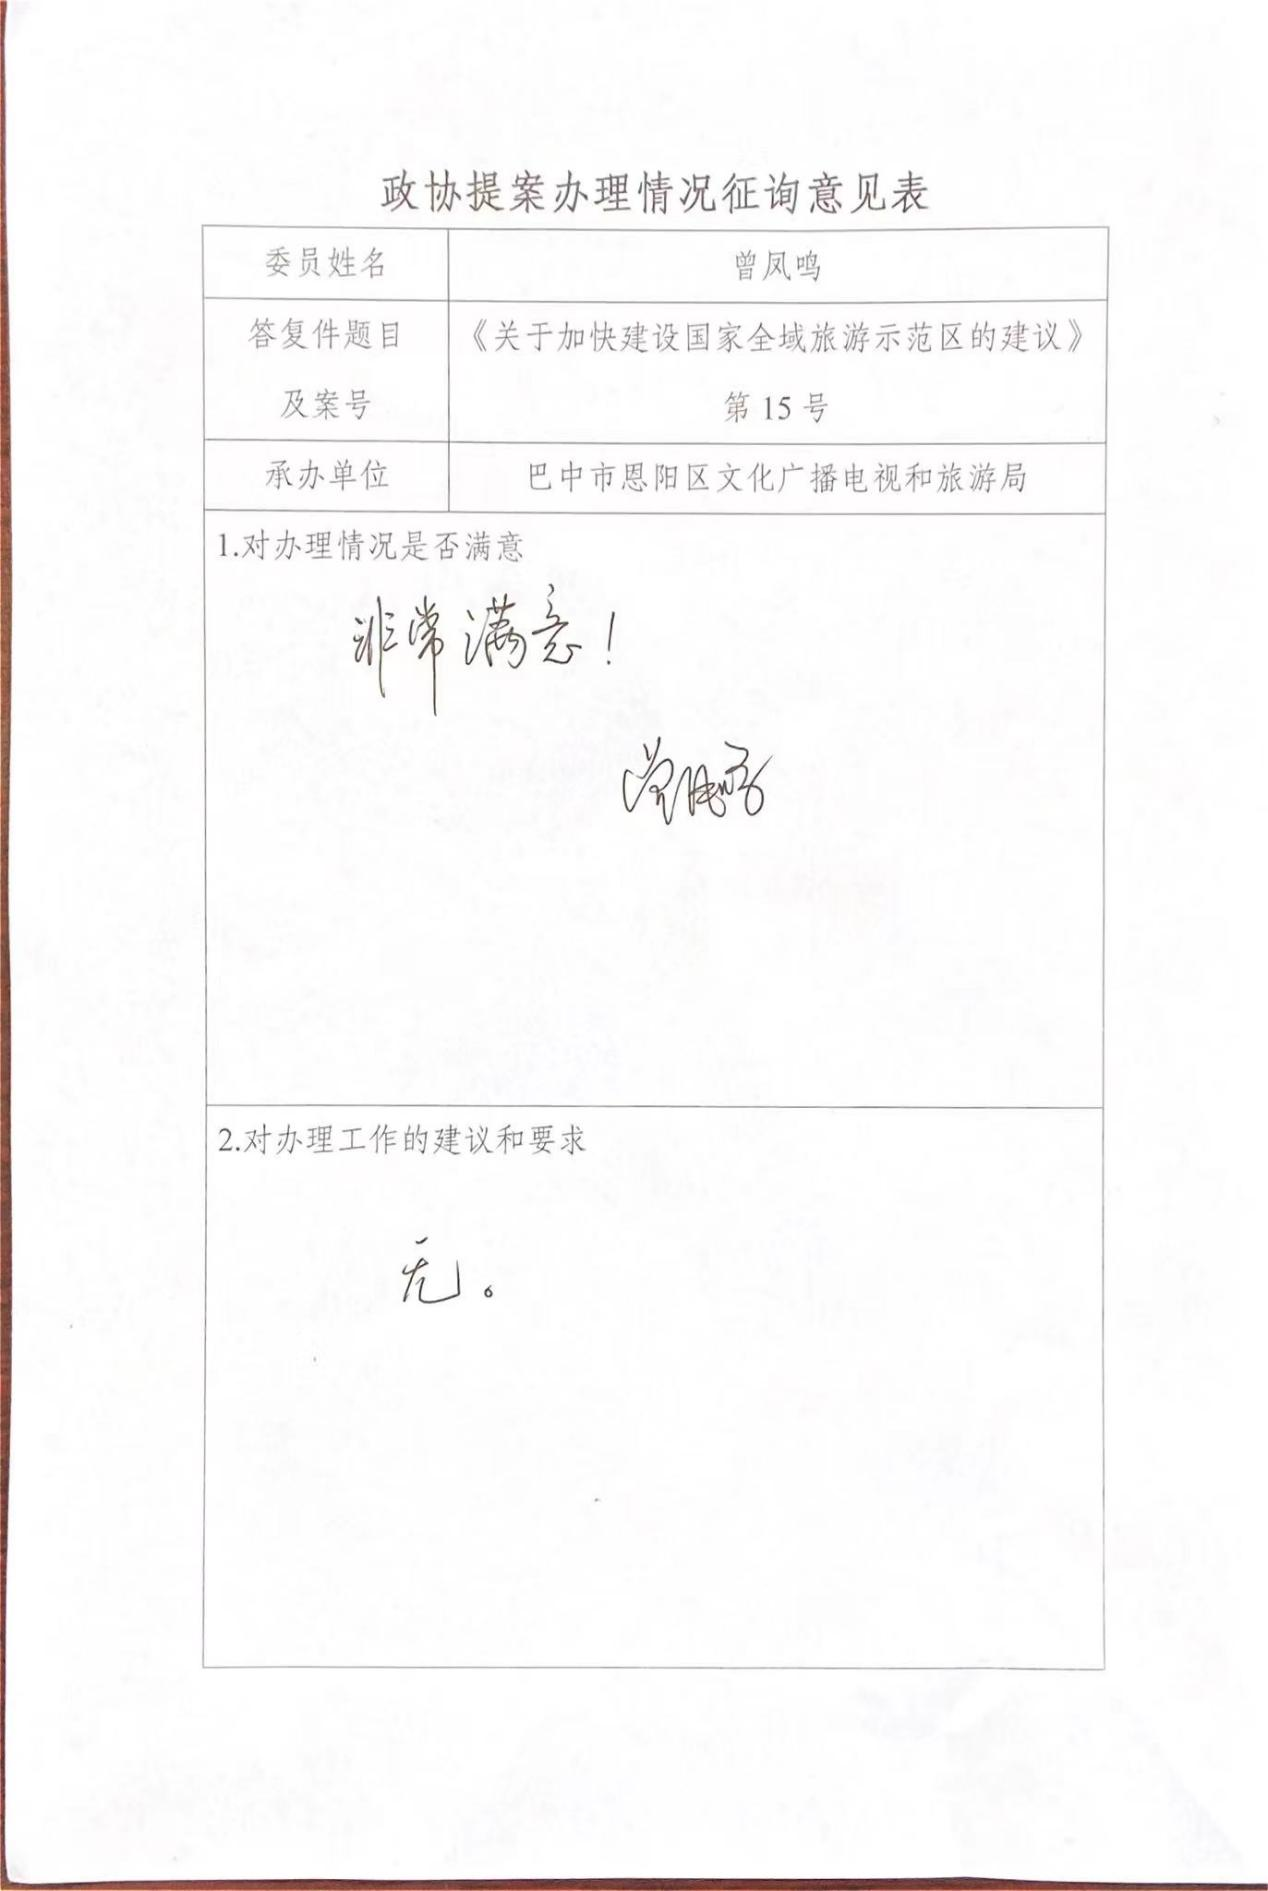 政协提案办理情况征询意见表
委员姓名
曾凤鸣
答复件题目
及案号
《关于加快建设国家全域旅游示范区的建议》
第 15 号
承办单位
巴中市恩阳区文化广播电视和旅游局
1.对办理情况是否满意
非常满意！
曾凤鸣
2.对办理工作的建议和要求
无。